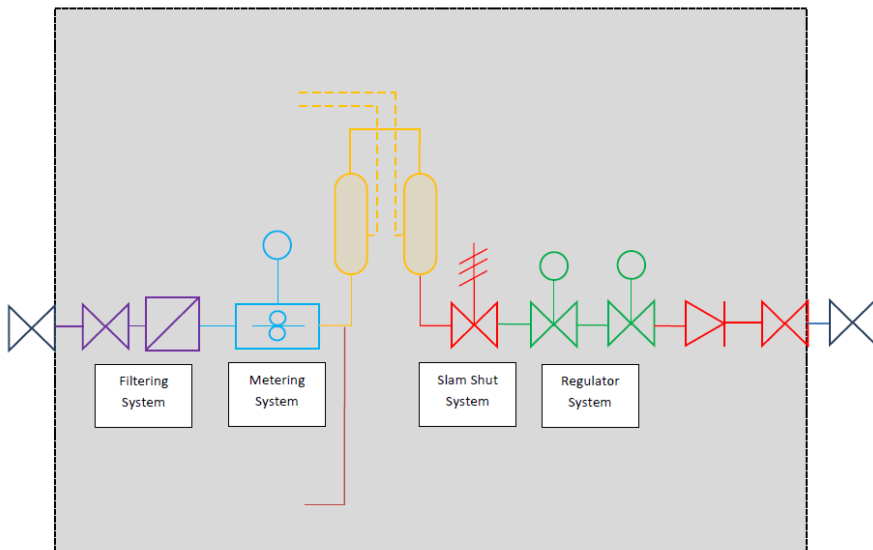 Filtering
System
Metering
System
Slam Shut
System
Regulator
System